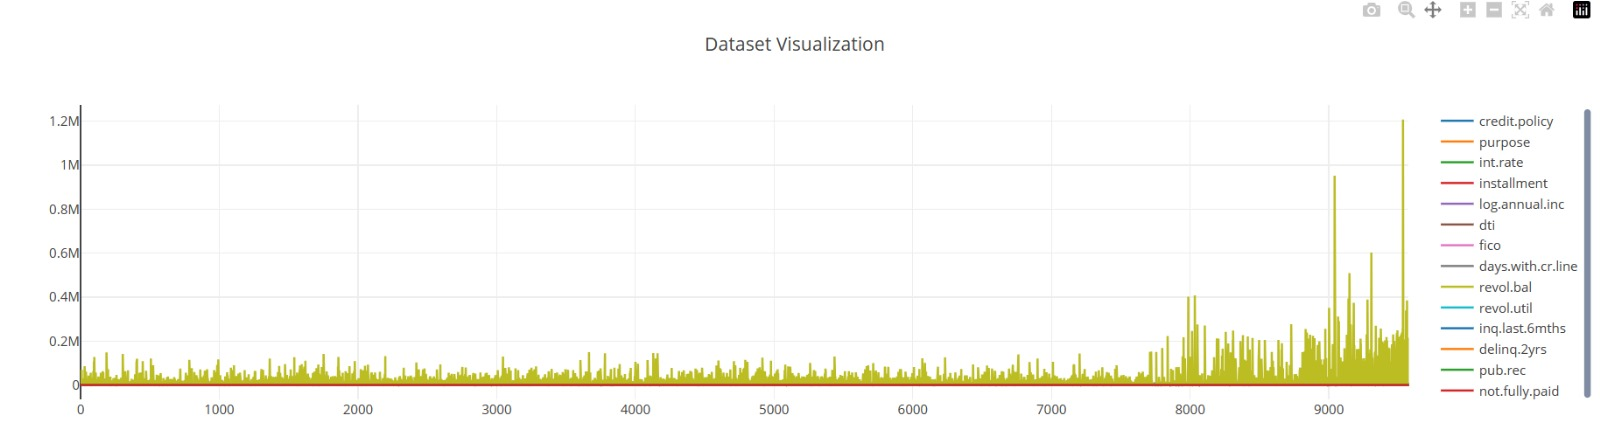 Dataset Visualization
1.2M
1M
0.8M
0.6M
0.4M
0.2M
0
0 1000 2000 3000 4000 5000 6000 7000 8000 9000
credit.policy
purpose
int.rate
installment
log.annual.inc
dti
fico
days.with.cr.line
revol.bal
revol.util
inq.last.6mths
delinq.2yrs
pub.rec
not.fully.paid